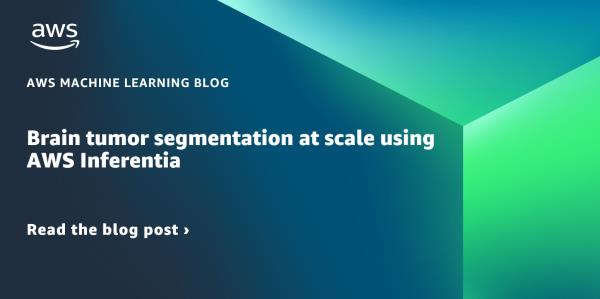 aws
AWS MACHINE LEARNING BLOG
Brain tumor segmentation at scale using
AWS Inferentia
Read the blog post ›